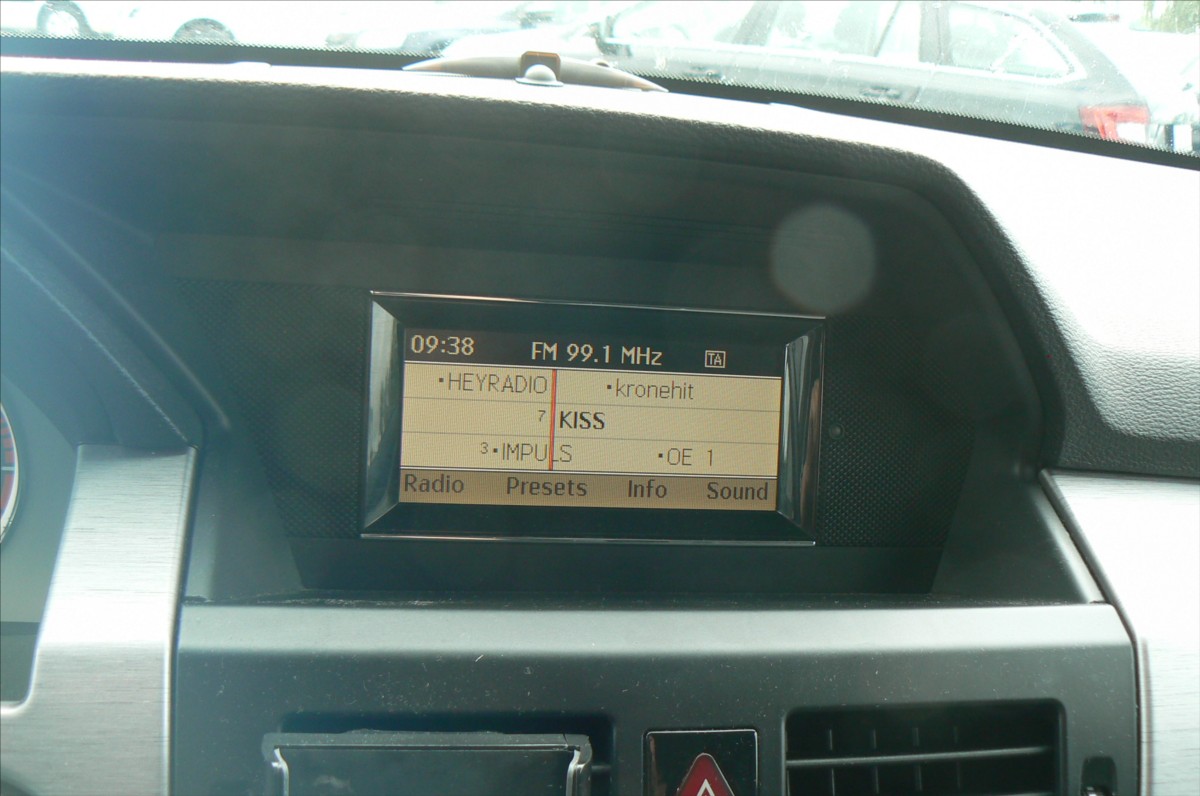 09:38 FM 99.1 MHz TA
•HEYRADIO •kronehit
7 KISS
3•IMPULS •OE 1
Radio Presets Info Sound